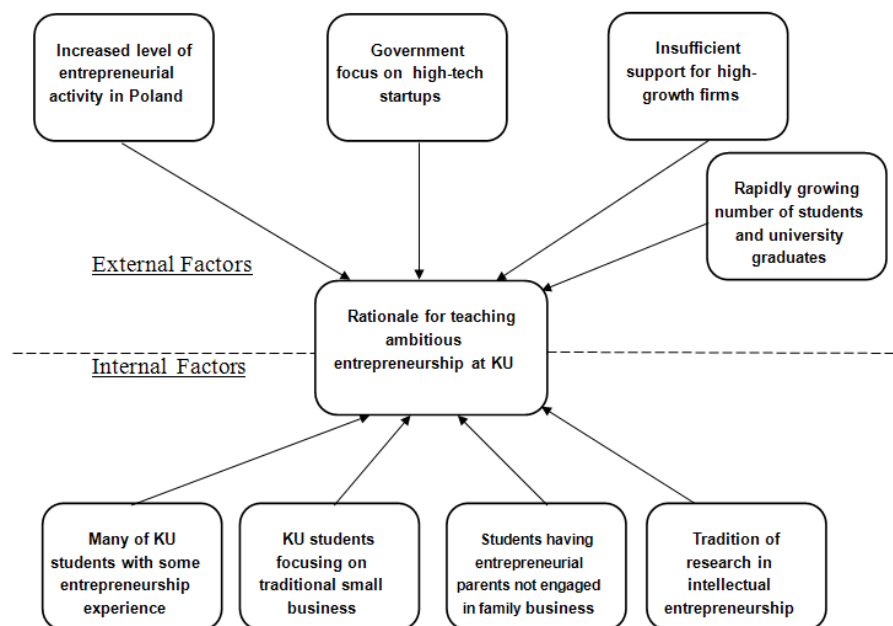 Increased level of
entrepreneurial
activity in Poland
Government
focus on high-tech
startups
Insufficient
support for high-
growth firms
Rapidly growing
number of students
and university
graduates
External Factors
Rationale for teaching
ambitious
entrepreneurship at KU
Internal Factors
Many of KU
students with some
entrepreneurship
experience
KU students
focusing on
traditional small
business
Students having
entrepreneurial
parents not engaged
in family business
Tradition of
research in
intellectual
entrepreneurship